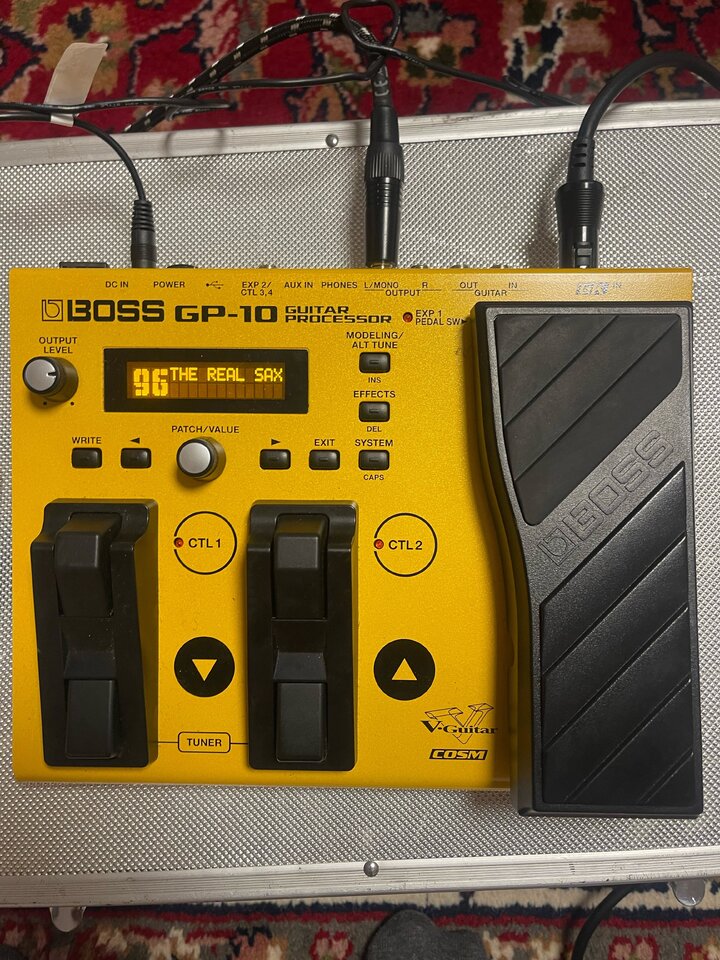 DC IN POWER EXP 2/ CTL 3,4 AUX IN PHONES L/MONO R OUTPUT OUT IN GUITAR GK IN
BOSS GP-10 GUITAR PROCESSOR
EXP 1
PEDAL SW
OUTPUT
LEVEL
96 THE REAL SAX
MODELING/
ALT TUNE
INS
EFFECTS
DEL
WRITE
PATCH/VALUE
EXIT
SYSTEM
CAPS
CTL 1
CTL 2
BOSS
TUNER
V-Guitar
COSM